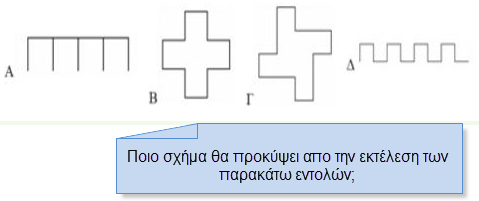 Α
Β
Γ
Δ
Ποιο σχήμα θα προκύψει απο την εκτέλεση των
παρακάτω εντολών;